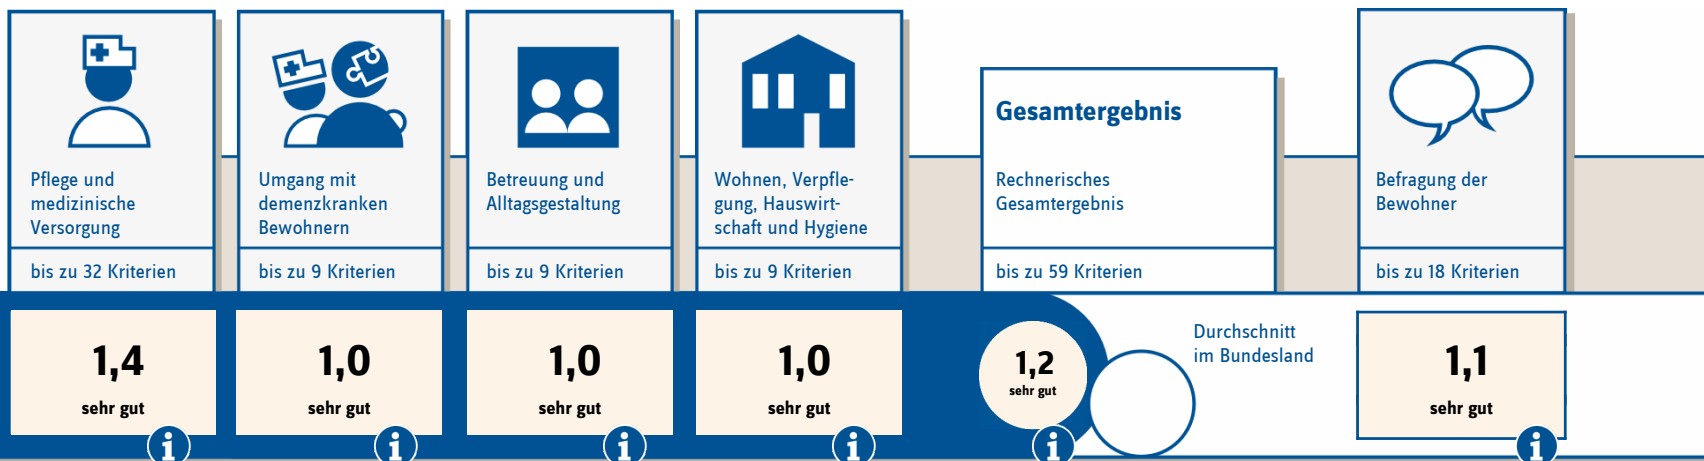 Pflege und
medizinische
Versorgung
bis zu 32 Kriterien
1,4
sehr gut
Umgang mit
demenzkranken
Bewohnern
bis zu 9 Kriterien
1,0
sehr gut
Betreuung und
Alltagsgestaltung
bis zu 9 Kriterien
1,0
sehr gut
Wohnen, Verpfle-
gung, Hauswirt-
schaft und Hygiene
bis zu 9 Kriterien
1,0
sehr gut
Gesamtergebnis
Rechnerisches
Gesamtergebnis
bis zu 59 Kriterien
1,2
sehr gut
Durchschnitt
im Bundesland
Befragung der
Bewohner
bis zu 18 Kriterien
1,1
sehr gut